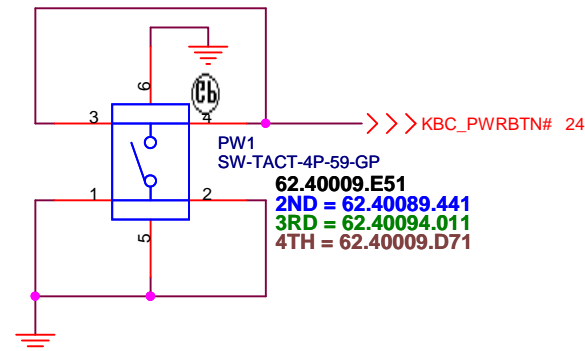 6
3
4
KBC_PWRBTN# 24
PW1
SW-TACT-4P-59-GP
62.40009.E51
1
2
2ND = 62.40089.441
3RD = 62.40094.011
4TH = 62.40009.D71
5